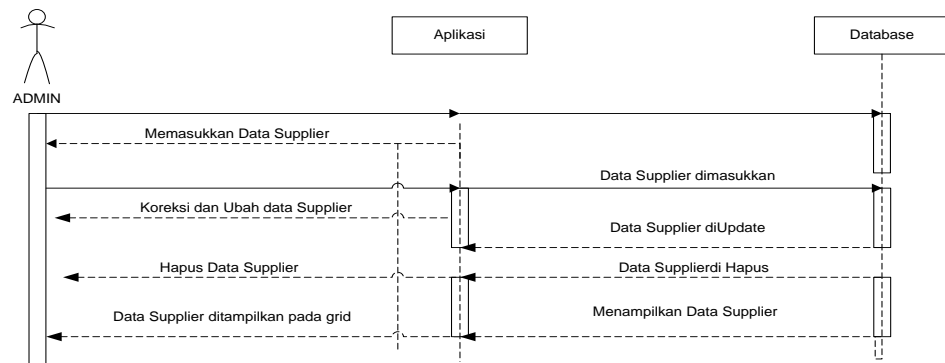 Aplikasi
Database
ADMIN
Memasukkan Data Supplier
Data Supplier dimasukkan
Koreksi dan Ubah data Supplier
Data Supplier diUpdate
Hapus Data Supplier
Data Supplierdi Hapus
Data Supplier ditampilkan pada grid
Menampilkan Data Supplier